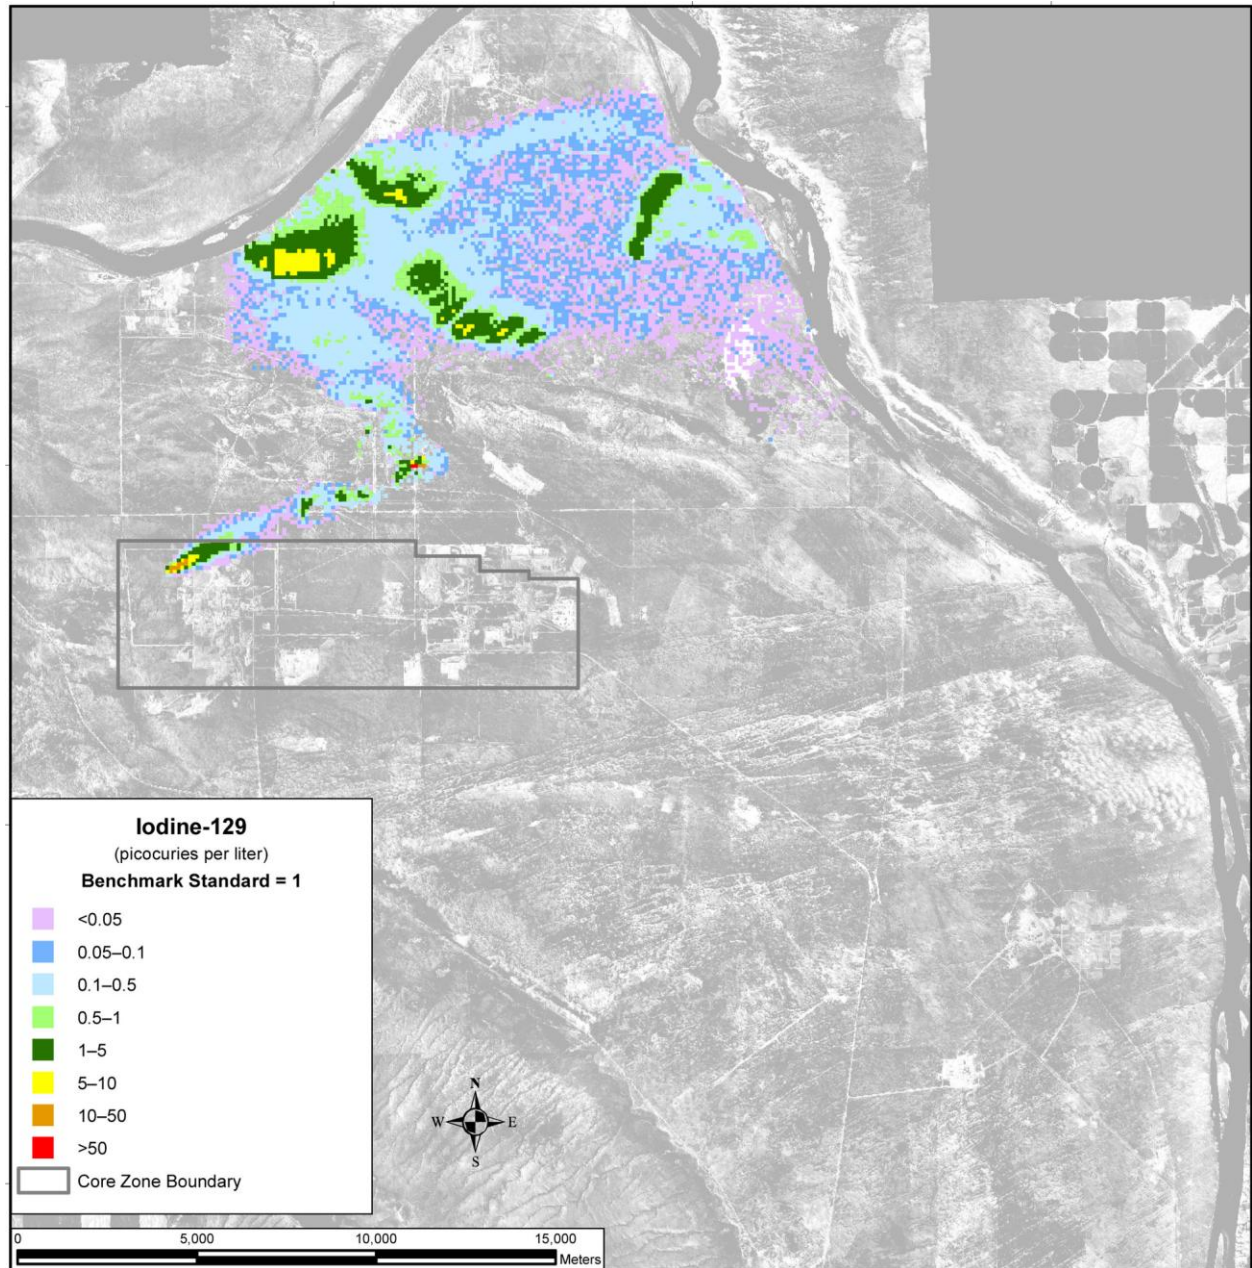 Iodine-129
(picocuries per liter)
Benchmark Standard = 1
<0.05
0.05–0.1
0.1–0.5
0.5–1
1–5
5–10
10–50
>50
Core Zone Boundary
N
W E
S
0 5,000 10,000 15,000
Meters